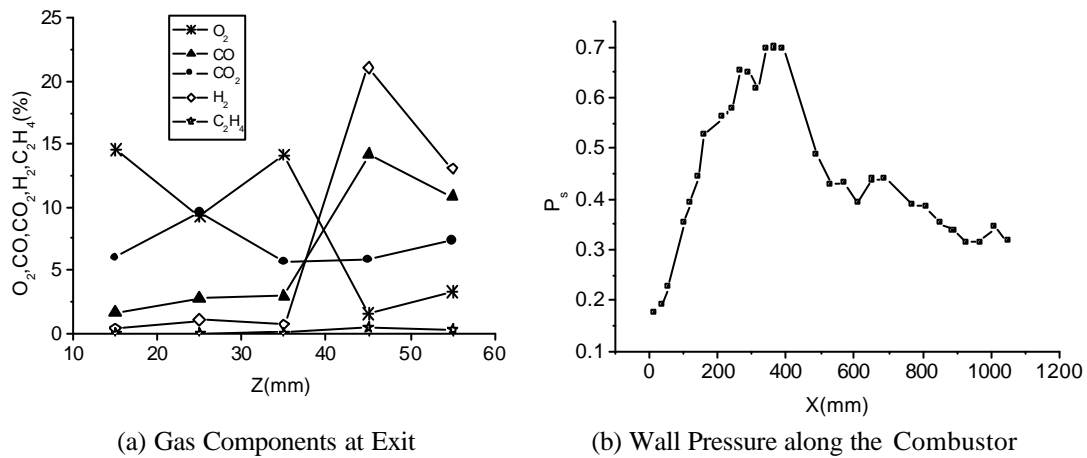 O2,CO,CO2,H2,C2H4(%)
25
20
15
10
5
0
O2
CO
CO2
H2
C2H4
10 20 30 40 50 60
Z(mm)
(a) Gas Components at Exit
Ps
0.7
0.6
0.5
0.4
0.3
0.2
0.1
0 200 400 600 800 1000 1200
X(mm)
(b) Wall Pressure along the Combustor